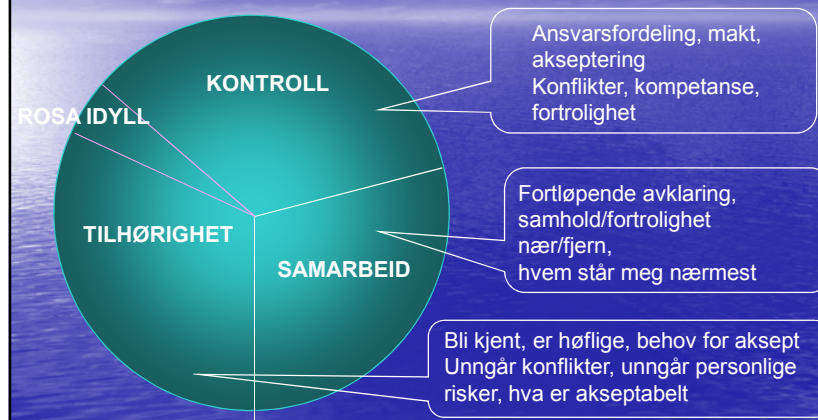 KONTROLL
ROSA IDYLL
TILHØRIGHET
SAMARBEID
Ansvarsfordeling, makt,
akseptering
Konflikter, kompetanse,
fortrolighet
Fortløpende avklaring,
samhold/fortrolighet
nær/fjern,
hvem står meg nærmest
Bli kjent, er høflige, behov for aksept
Unngår konflikter, unngår personlige
risker, hva er akseptabelt